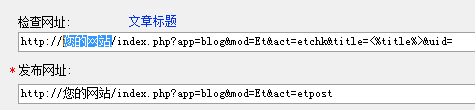 检查网址: 文章标题
http://您的网站/index.php?app=blog&mod=Et&act=etchk&title=<%title%>&uid=
*发布网址:
http://您的网站/index.php?app=blog&mod=Et&act=etpost